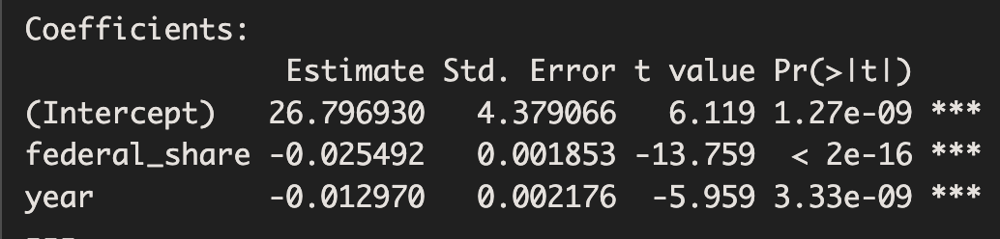 Coefficients:
Estimate Std. Error t value Pr(>|t|)
(Intercept) 26.796930 4.379066 6.119 1.27e-09 ***
federal_share -0.025492 0.001853 -13.759 < 2e-16 ***
year -0.012970 0.002176 -5.959 3.33e-09 ***
---